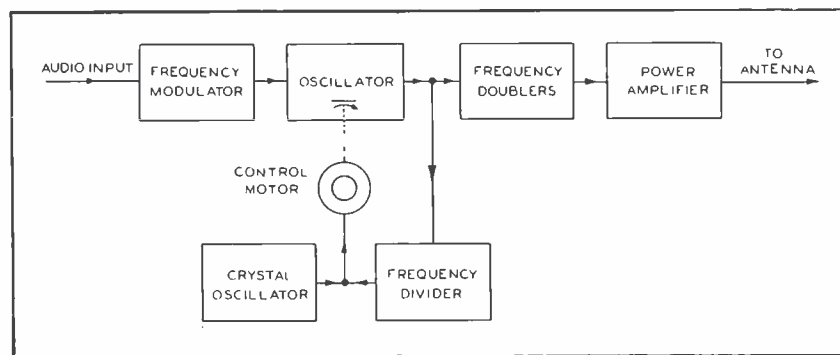 AUDIO INPUT
FREQUENCY
MODULATOR
OSCILLATOR
FREQUENCY
DOUBLERS
POWER
AMPLIFIER
TO
ANTENNA
CONTROL
MOTOR
CRYSTAL
OSCILLATOR
FREQUENCY
DIVIDER